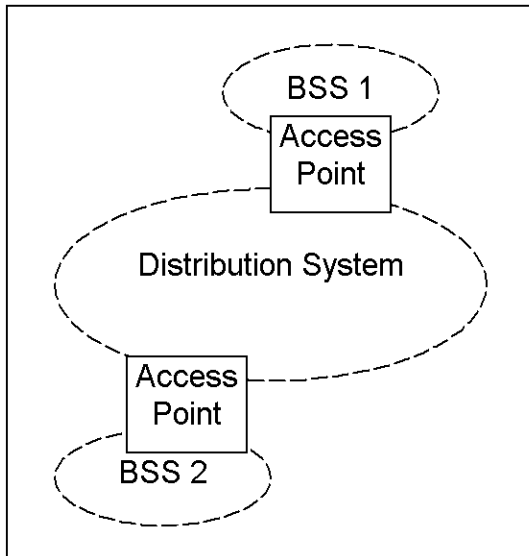 BSS 1
Access
Point
Distribution System
Access
Point
BSS 2